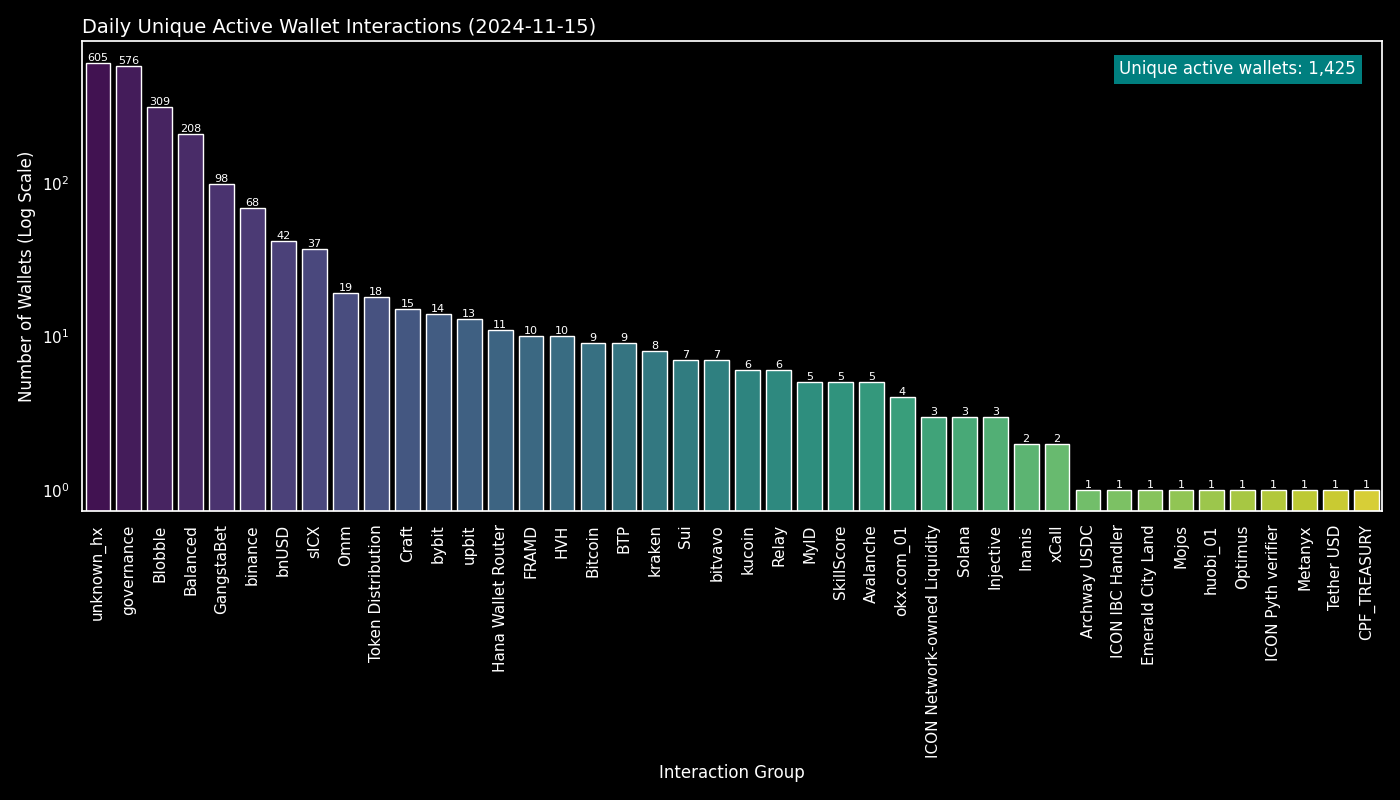 Daily Unique Active Wallet Interactions (2024-11-15)
Unique active wallets: 1,425
Number of Wallets (Log Scale)
10²
10¹
10⁰
605
576
309
208
98
68
42
37
19
18
15
14
13
11
10
10
9
9
8
7
7
6
6
5
5
5
4
3
3
3
2
2
1
1
1
1
1
1
1
1
1
1
unknown_hx
governance
Blobble
Balanced
GangstaBet
binance
bnUSD
sICX
Omm
Token Distribution
Craft
bybit
upbit
Hana Wallet Router
FRAMD
HVH
Bitcoin
BTP
kraken
Sui
bitvavo
kucoin
Relay
MyID
SkillScore
Avalanche
okx.com_01
ICON Network-owned Liquidity
Solana
Injective
Inanis
xCall
Archway USDC
ICON IBC Handler
Emerald City Land
Mojos
huobi_01
Optimus
ICON Pyth verifier
Metanyx
Tether USD
CPF_TREASURY
Interaction Group